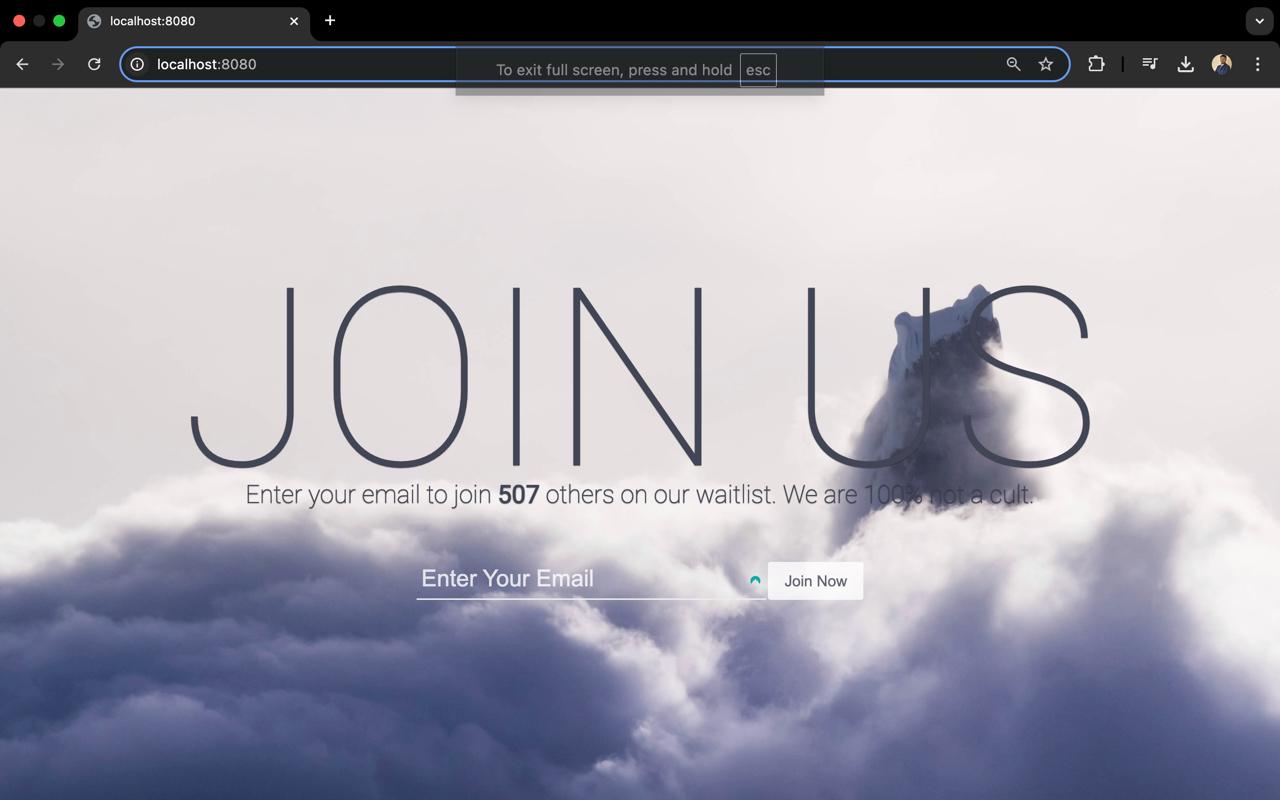 localhost:8080
localhost:8080
To exit full screen, press and hold esc
JOIN US
Enter your email to join 507 others on our waitlist. We are 100% not a cult.
Enter Your Email
Join Now